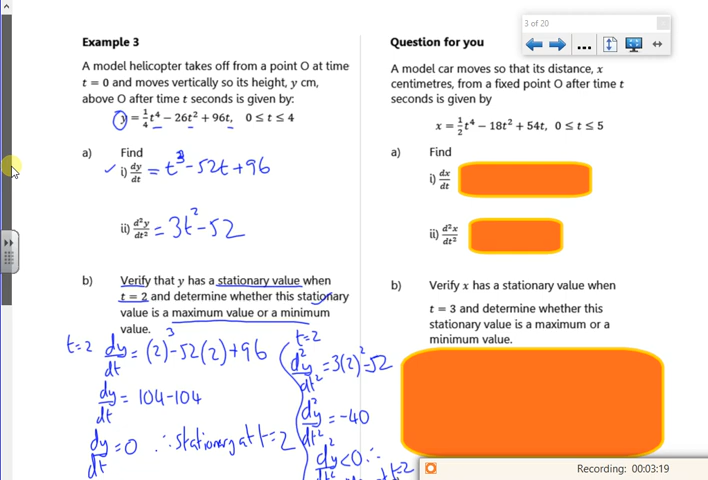 Example 3
A model helicopter takes off from a point O at time
t = 0 and moves vertically so its height, y cm,
above O after time t seconds is given by:
y = 1/4 t⁴ − 26t² + 96t, 0 ≤ t ≤ 4
a) Find
i) dy/dt = t³ - 52t + 96
ii) d²y/dt² = 3t² - 52
b) Verify that y has a stationary value when
t = 2 and determine whether this stationary
value is a maximum value or a minimum
value.
t=2 dy/dt = (2)³ - 52(2) + 96
dy/dt = 104 - 104
dy/dt = 0 ∴ stationary at t = 2
t=2
d²y/dt² = 3(2)² - 52
d²y/dt² = -40
d²y/dt² < 0 ∴
at t=2
3 of 20
Question for you
A model car moves so that its distance, x
centimetres, from a fixed point O after time t
seconds is given by
x = 1/2 t⁴ − 18t² + 54t, 0 ≤ t ≤ 5
a) Find
i) dx/dt
ii) d²x/dt²
b) Verify x has a stationary value when
t = 3 and determine whether this
stationary value is a maximum or a
minimum value.
Recording: 00:03:19